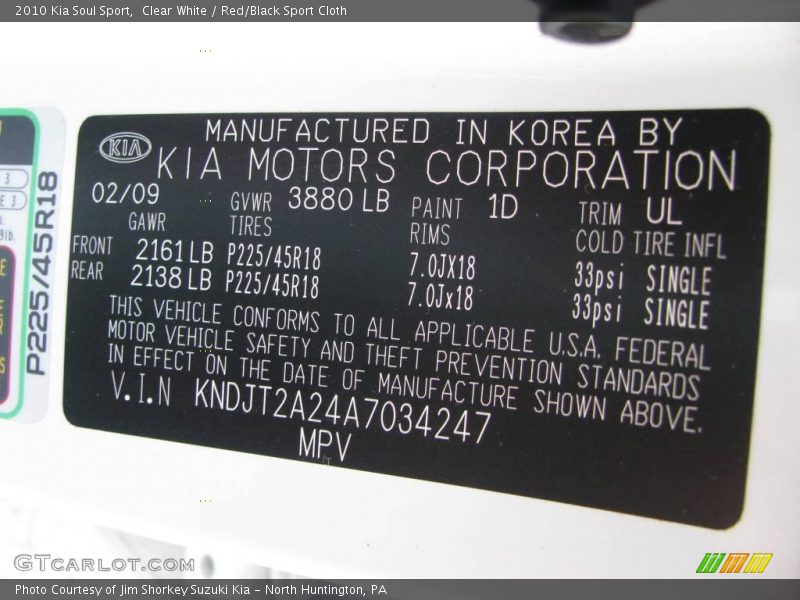 2010 Kia Soul Sport,  Clear White / Red/Black Sport Cloth
KIA
MANUFACTURED IN KOREA BY
KIA MOTORS CORPORATION
02/09 GVWR 3880 LB PAINT 1D TRIM UL
GAWR TIRES RIMS COLD TIRE INFL
FRONT 2161 LB P225/45R18 7.0JX18 33psi SINGLE
REAR 2138 LB P225/45R18 7.0Jx18 33psi SINGLE
THIS VEHICLE CONFORMS TO ALL APPLICABLE U.S.A. FEDERAL
MOTOR VEHICLE SAFETY AND THEFT PREVENTION STANDARDS
IN EFFECT ON THE DATE OF MANUFACTURE SHOWN ABOVE.
V.I.N KNDJT2A24A7034247
MPV
P225/45R18
GTCARLOT.COM
Photo Courtesy of Jim Shorkey Suzuki Kia - North Huntington, PA